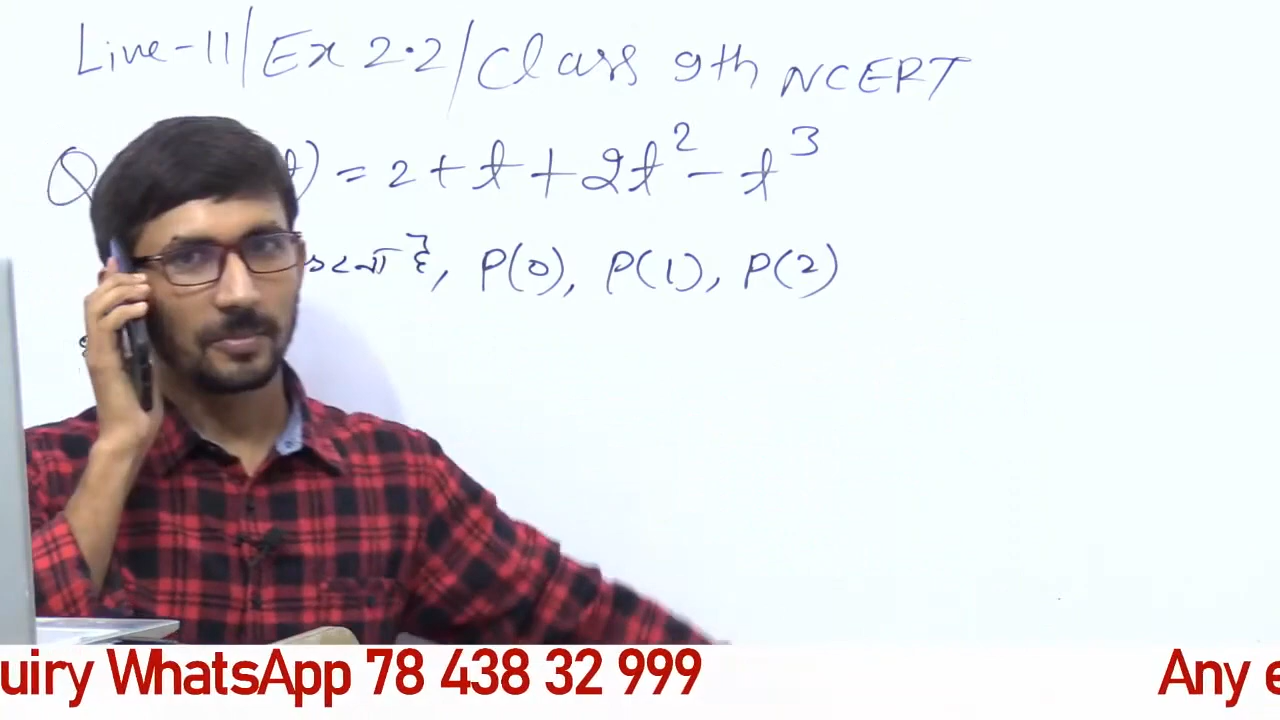 Live-11/Ex 2.2/Class 9th NCERT
Q t) = 2 + t + 2t² - t³
है, P(0), P(1), P(2)
uiry WhatsApp 78 438 32 999 Any e